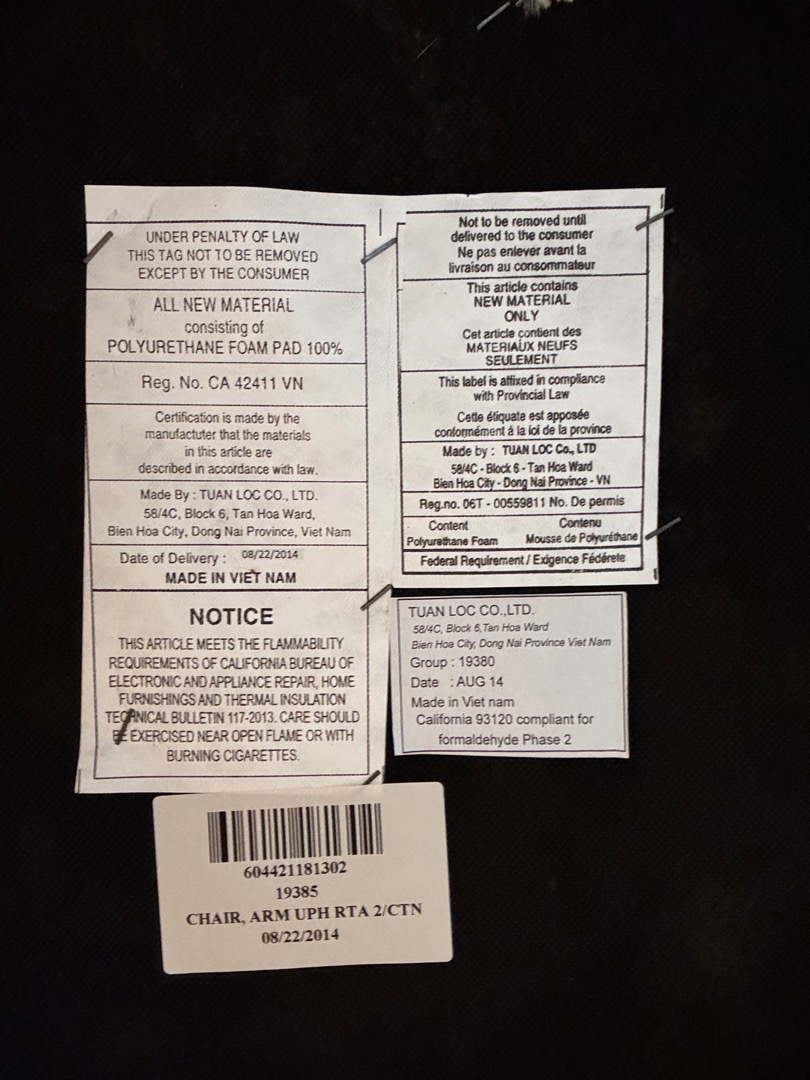 UNDER PENALTY OF LAW
THIS TAG NOT TO BE REMOVED
EXCEPT BY THE CONSUMER
ALL NEW MATERIAL
consisting of
POLYURETHANE FOAM PAD 100%
Reg. No. CA 42411 VN
Certification is made by the
manufactuter that the materials
in this article are
described in accordance with law.
Made By : TUAN LOC CO., LTD.
58/4C, Block 6, Tan Hoa Ward,
Bien Hoa City, Dong Nai Province, Viet Nam
Date of Delivery : 08/22/2014
MADE IN VIET NAM
NOTICE
THIS ARTICLE MEETS THE FLAMMABILITY
REQUIREMENTS OF CALIFORNIA BUREAU OF
ELECTRONIC AND APPLIANCE REPAIR, HOME
FURNISHINGS AND THERMAL INSULATION
TECHNICAL BULLETIN 117-2013. CARE SHOULD
BE EXERCISED NEAR OPEN FLAME OR WITH
BURNING CIGARETTES.
Not to be removed until
delivered to the consumer
Ne pas enlever avant la
livraison au consommateur
This article contains
NEW MATERIAL
ONLY
Cet article contient des
MATERIAUX NEUFS
SEULEMENT
This label is affixed in compliance
with Provincial Law
Cette étiquate est apposée
conformément á la loi de la province
Made by : TUAN LOC Co., LTD
58/4C - Block 6 - Tan Hoa Ward
Bien Hoa City - Dong Nai Province - VN
Reg.no. 06T - 00559811 No. De permis
Content Contenu
Polyurethane Foam Mousse de Polyuréthane
Federal Requirement / Exigence Fédérete
TUAN LOC CO.,LTD.
58/4C, Block 6,Tan Hoa Ward
Bien Hoa City, Dong Nai Province Viet Nam
Group : 19380
Date : AUG 14
Made in Viet nam
California 93120 compliant for
formaldehyde Phase 2
604421181302
19385
CHAIR, ARM UPH RTA 2/CTN
08/22/2014